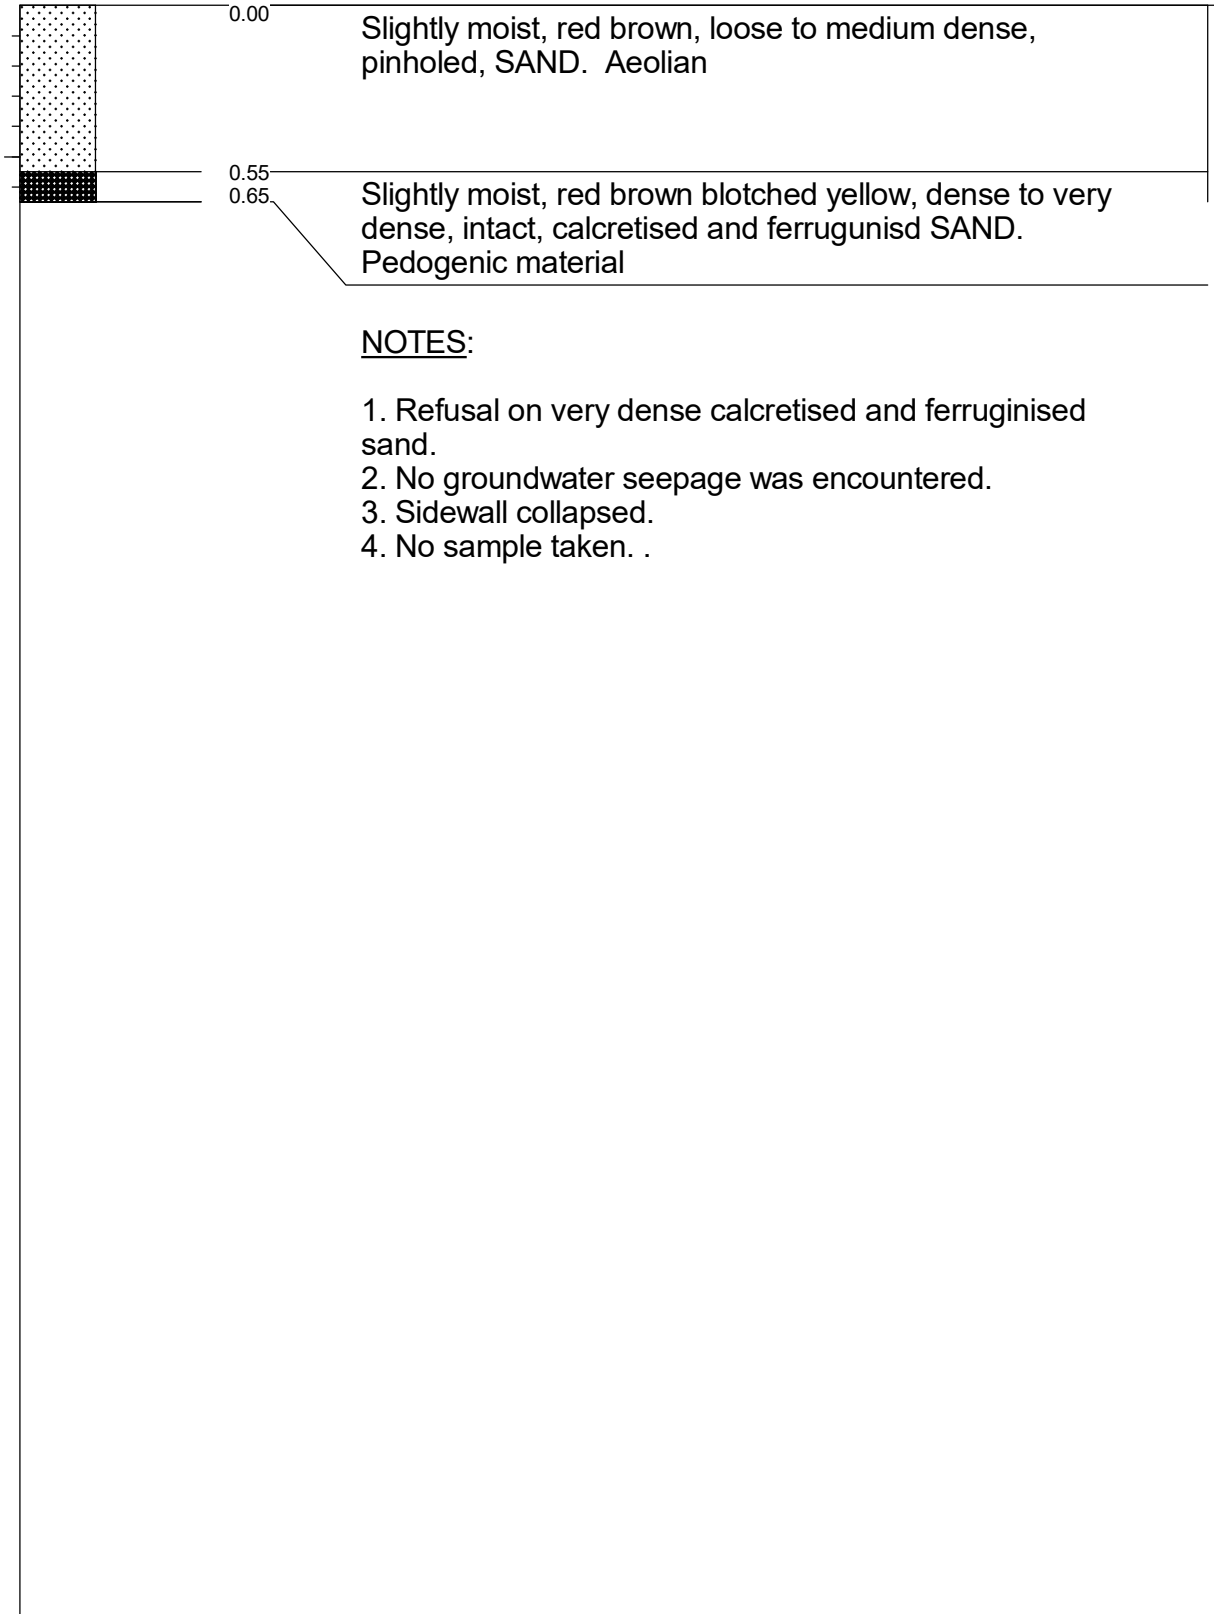 0.00
Slightly moist, red brown, loose to medium dense,
pinholed, SAND.  Aeolian
0.55
0.65
Slightly moist, red brown blotched yellow, dense to very
dense, intact, calcretised and ferrugunisd SAND.
Pedogenic material
NOTES:
1. Refusal on very dense calcretised and ferruginised
sand.
2. No groundwater seepage was encountered.
3. Sidewall collapsed.
4. No sample taken. .